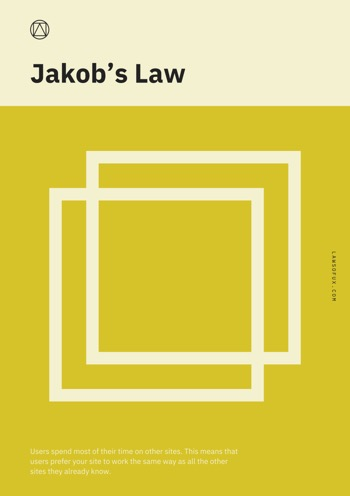 Jakob’s Law
LAWSOFUX.COM
Users spend most of their time on other sites. This means that
users prefer your site to work the same way as all the other
sites they already know.